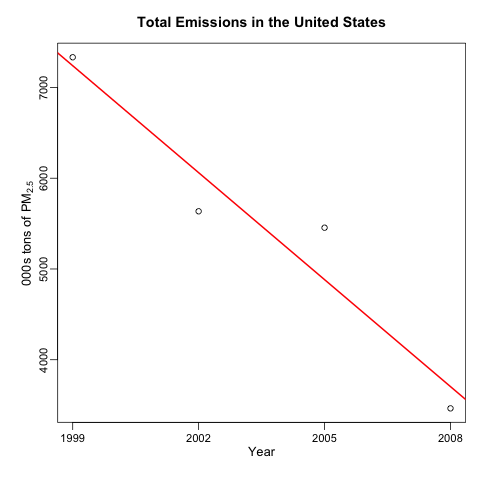 Total Emissions in the United States
000s tons of PM2.5
7000
6000
5000
4000
1999 2002 2005 2008
Year